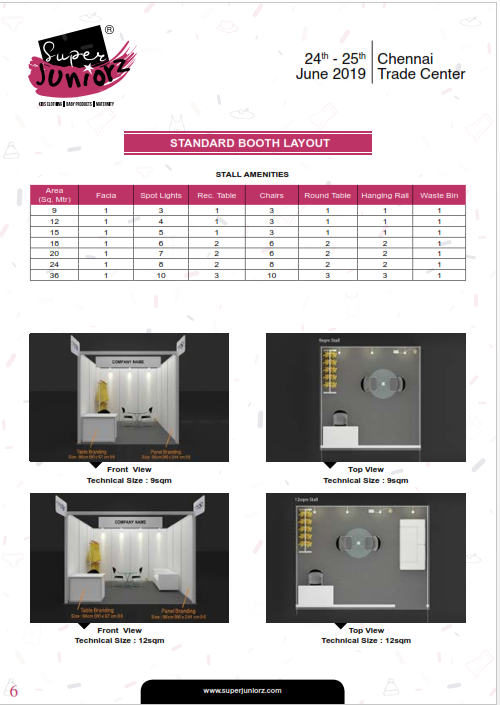 Super
Juniorz
®
KIDS CLOTHING | BABY PRODUCTS | MATERNITY
24th - 25th
June 2019
Chennai
Trade Center
STANDARD BOOTH LAYOUT
STALL AMENITIES
Area (Sq. Mtr) Facia Spot Lights Rec. Table Chairs Round Table Hanging Rail Waste Bin
9 1 3 1 3 1 1 1
12 1 4 1 3 1 1 1
15 1 5 1 3 1 1 1
18 1 6 2 6 2 2 1
20 1 7 2 6 2 2 1
24 1 8 2 8 2 2 1
36 1 10 3 10 3 3 1
COMPANY NAME
Table Branding
Panel Branding
9sqm Stall
Front View
Technical Size : 9sqm
Top View
Technical Size : 9sqm
COMPANY NAME
Table Branding
Panel Branding
12sqm Stall
Front View
Technical Size : 12sqm
Top View
Technical Size : 12sqm
6
www.superjuniorz.com